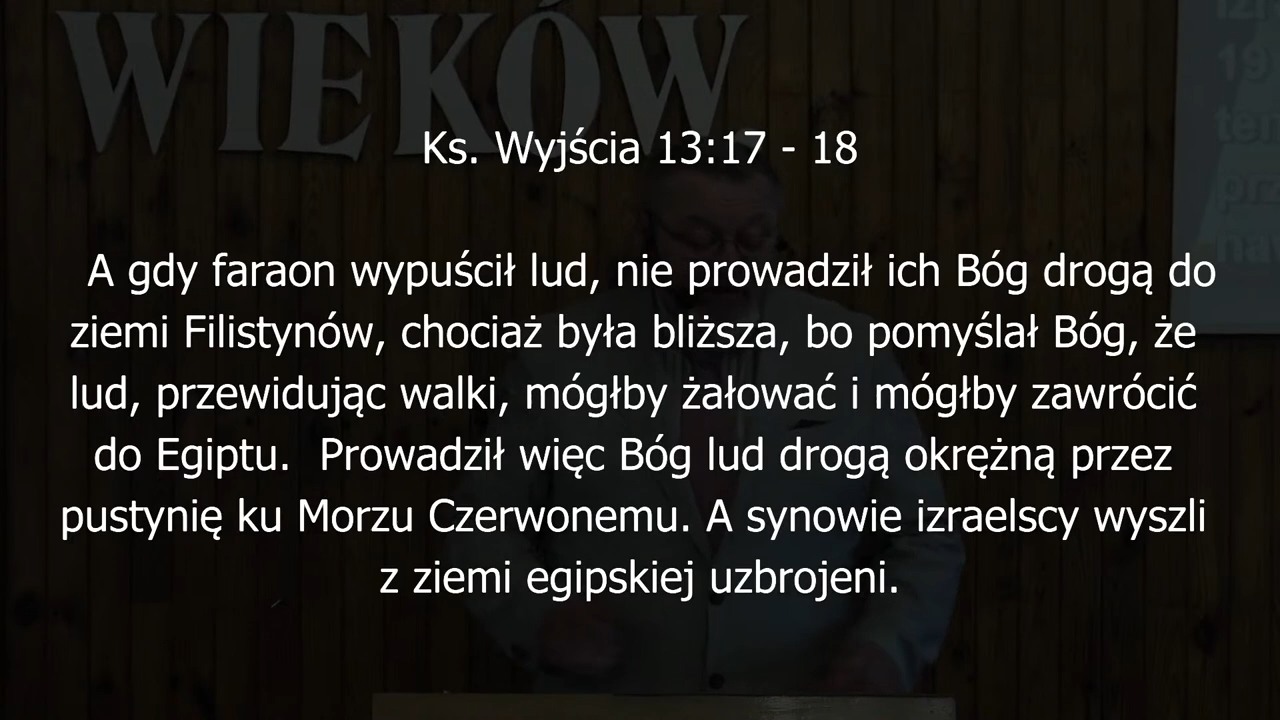 WIEKÓW
Ks. Wyjścia 13:17 - 18
A gdy faraon wypuścił lud, nie prowadził ich Bóg drogą do
ziemi Filistynów, chociaż była bliższa, bo pomyślał Bóg, że
lud, przewidując walki, mógłby żałować i mógłby zawrócić
do Egiptu. Prowadził więc Bóg lud drogą okrężną przez
pustynię ku Morzu Czerwonemu. A synowie izraelscy wyszli
z ziemi egipskiej uzbrojeni.